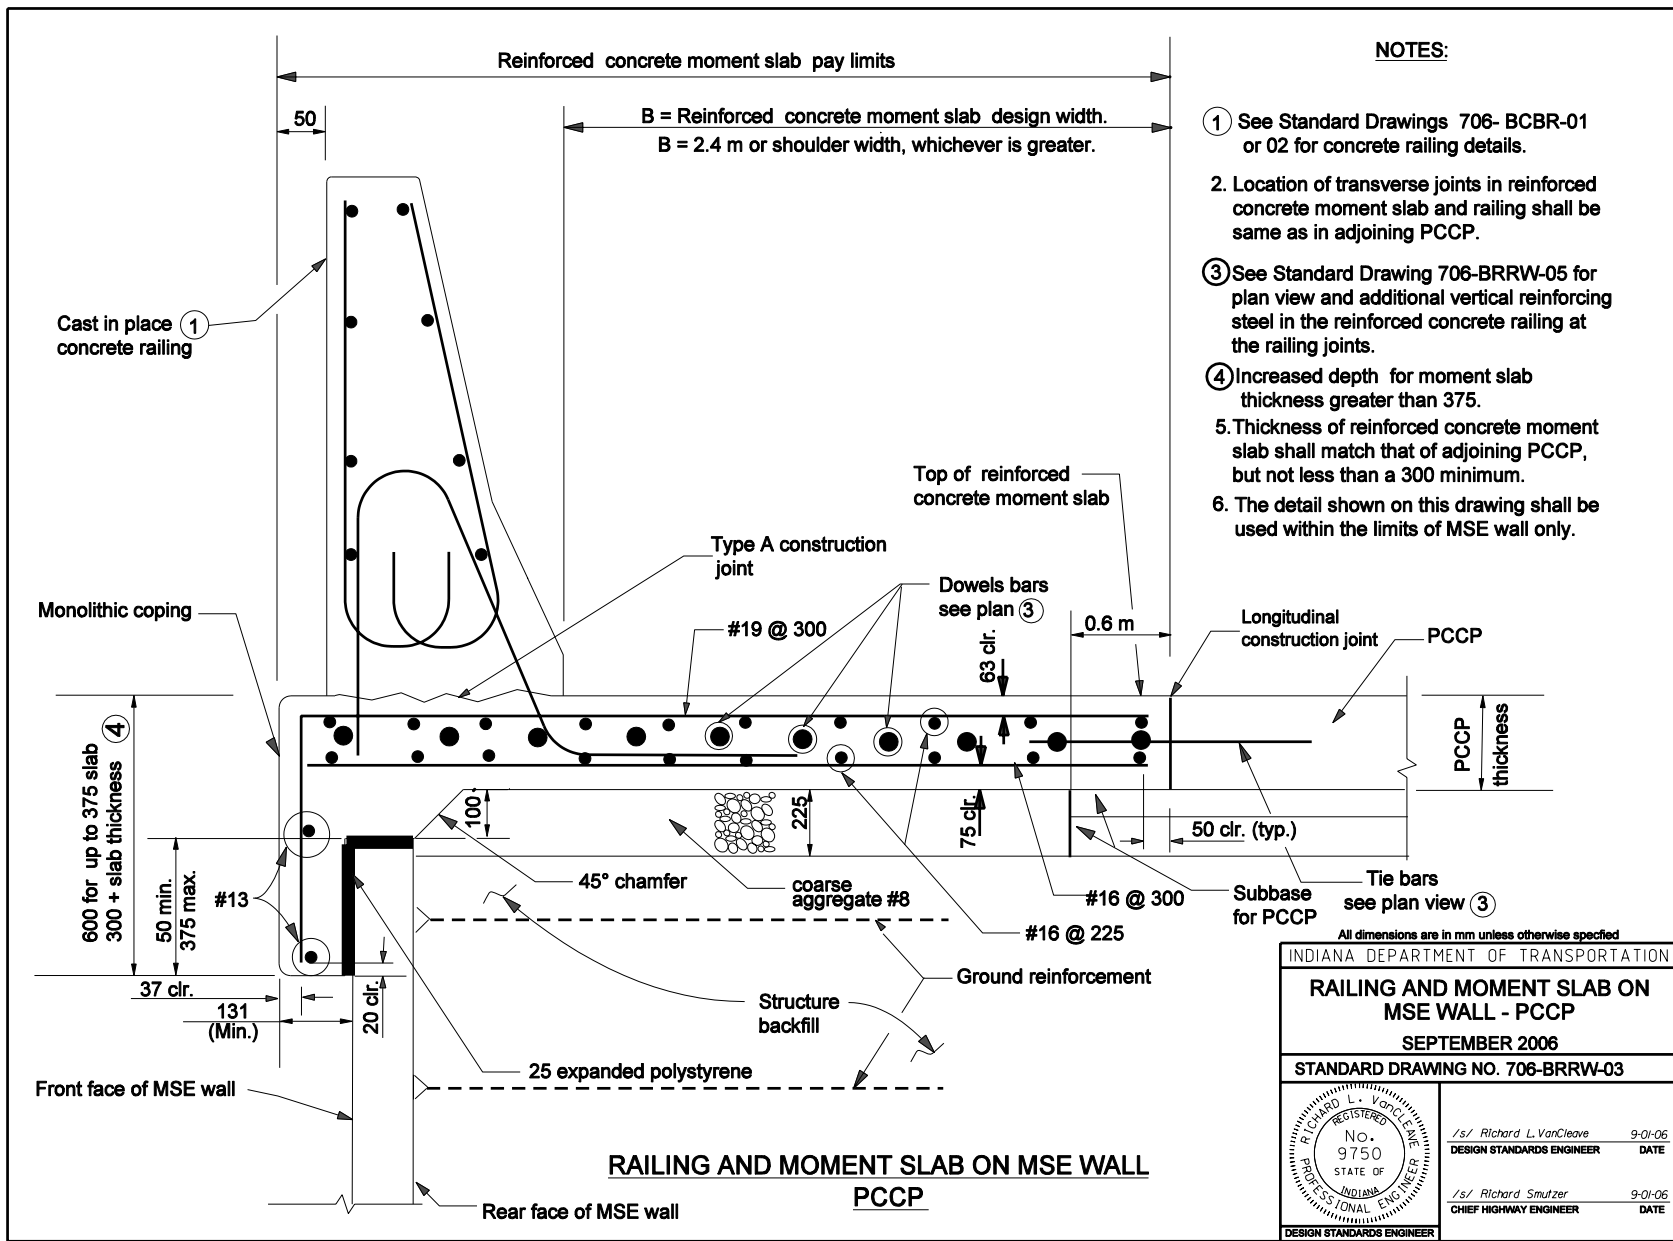 Reinforced concrete moment slab pay limits
50
B = Reinforced concrete moment slab design width.
B = 2.4 m or shoulder width, whichever is greater.
NOTES:
1 See Standard Drawings 706- BCBR-01
or 02 for concrete railing details.
2. Location of transverse joints in reinforced
concrete moment slab and railing shall be
same as in adjoining PCCP.
3 See Standard Drawing 706-BRRW-05 for
plan view and additional vertical reinforcing
steel in the reinforced concrete railing at
the railing joints.
4 Increased depth for moment slab
thickness greater than 375.
5. Thickness of reinforced concrete moment
slab shall match that of adjoining PCCP,
but not less than a 300 minimum.
6. The detail shown on this drawing shall be
used within the limits of MSE wall only.
Cast in place 1
concrete railing
Top of reinforced
concrete moment slab
Type A construction
joint
Monolithic coping
Dowels bars
see plan 3
#19 @ 300
63 clr.
0.6 m
Longitudinal
construction joint
PCCP
600 for up to 375 slab
300 + slab thickness 4
PCCP
thickness
100
225
75 clr.
50 clr. (typ.)
50 min.
375 max.
#13
45° chamfer
coarse
aggregate #8
#16 @ 300
Subbase
for PCCP
Tie bars
see plan view 3
#16 @ 225
37 clr.
131
(Min.)
20 clr.
Ground reinforcement
Structure
backfill
25 expanded polystyrene
Front face of MSE wall
Rear face of MSE wall
RAILING AND MOMENT SLAB ON MSE WALL
PCCP
All dimensions are in mm unless otherwise specfied
INDIANA DEPARTMENT OF TRANSPORTATION
RAILING AND MOMENT SLAB ON
MSE WALL - PCCP
SEPTEMBER 2006
STANDARD DRAWING NO. 706-BRRW-03
RICHARD L. VanCLEAVE
REGISTERED
No.
9750
STATE OF
INDIANA
PROFESSIONAL ENGINEER
DESIGN STANDARDS ENGINEER
/s/ Richard L. VanCleave 9-01-06
DESIGN STANDARDS ENGINEER DATE
/s/ Richard Smutzer 9-01-06
CHIEF HIGHWAY ENGINEER DATE